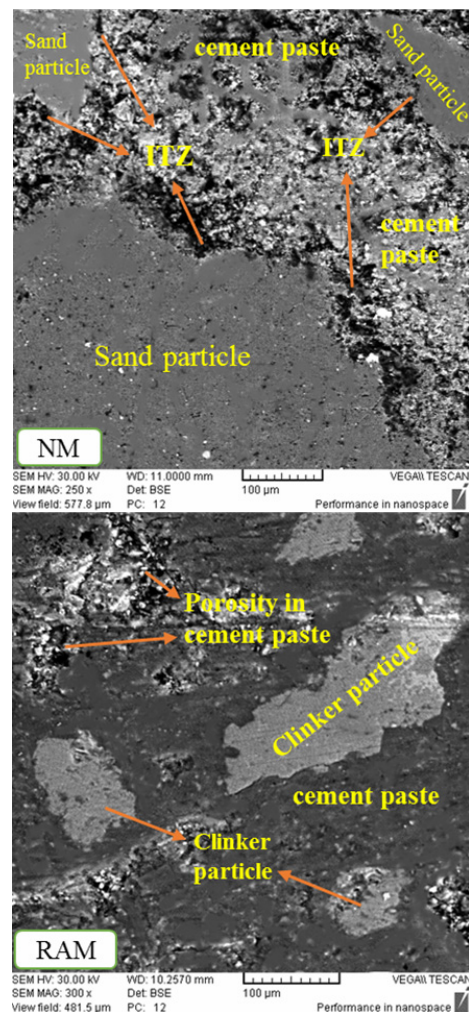 Sand
particle
cement paste
Sand particle
ITZ
ITZ
cement
paste
Sand particle
NM
SEM HV: 30.00 kV WD: 11.0000 mm VEGA\\ TESCAN
SEM MAG: 250 x Det: BSE 100 µm
View field: 577.8 µm PC: 12 Performance in nanospace
Porosity in
cement paste
Clinker particle
cement paste
Clinker
particle
RAM
SEM HV: 30.00 kV WD: 10.2570 mm VEGA\\ TESCAN
SEM MAG: 300 x Det: BSE 100 µm
View field: 481.5 µm PC: 12 Performance in nanospace